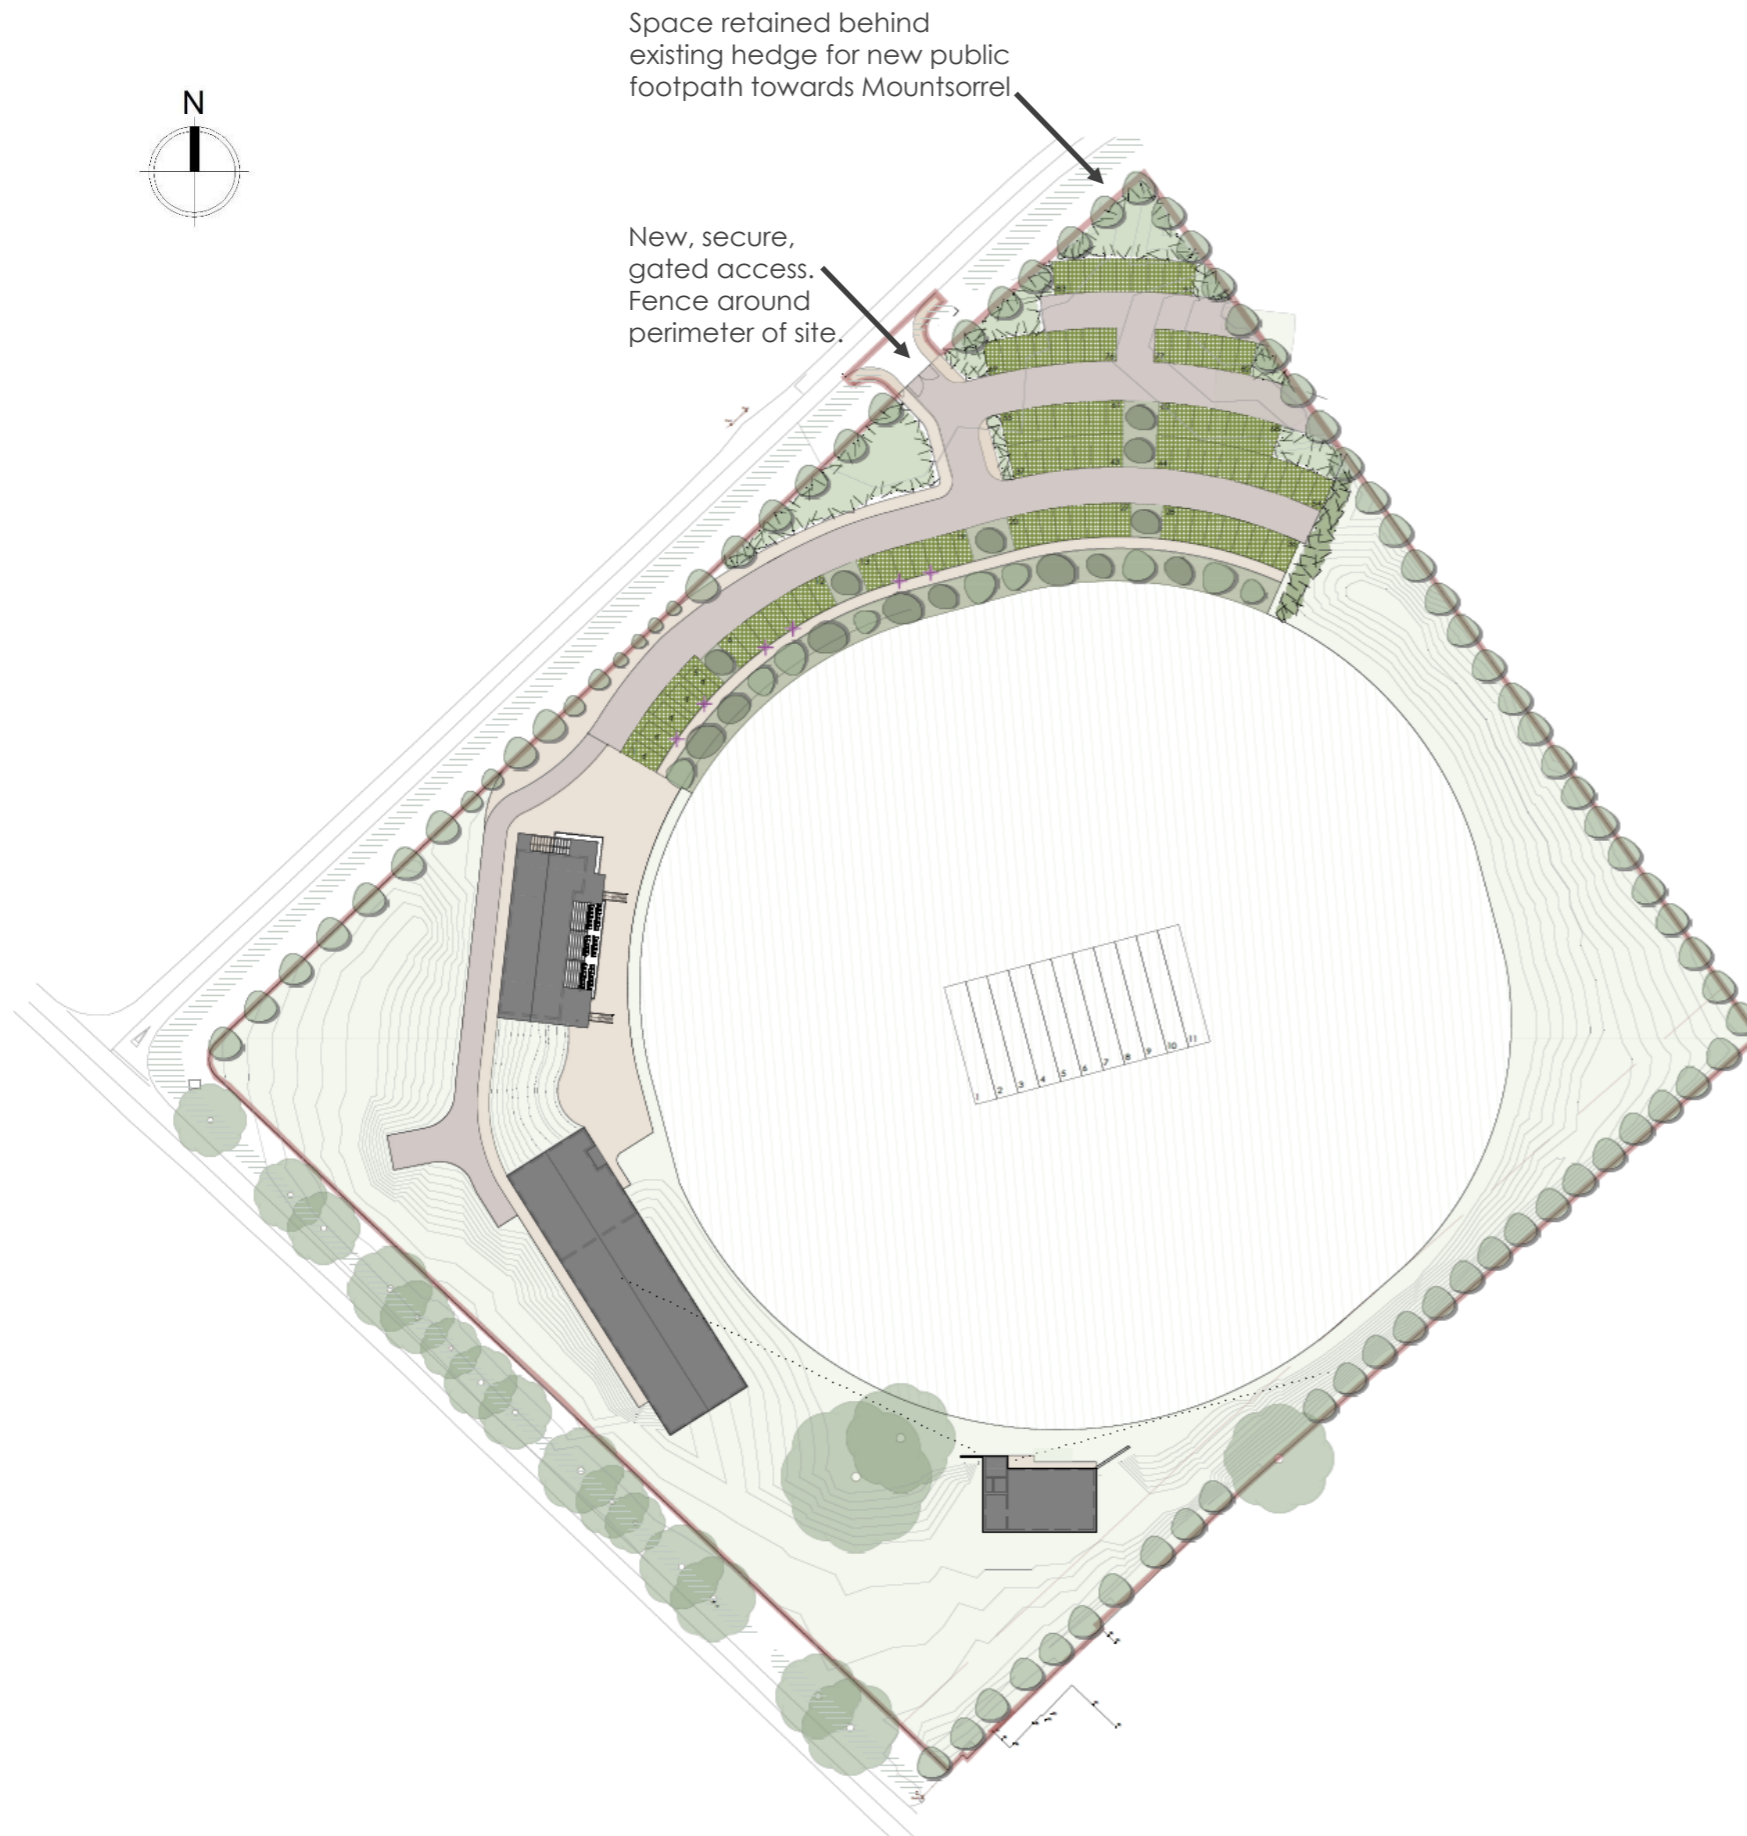 Space retained behind
existing hedge for new public
footpath towards Mountsorrel
N
New, secure,
gated access.
Fence around
perimeter of site.
1 2 3 4 5 6 7 8 9 10 11